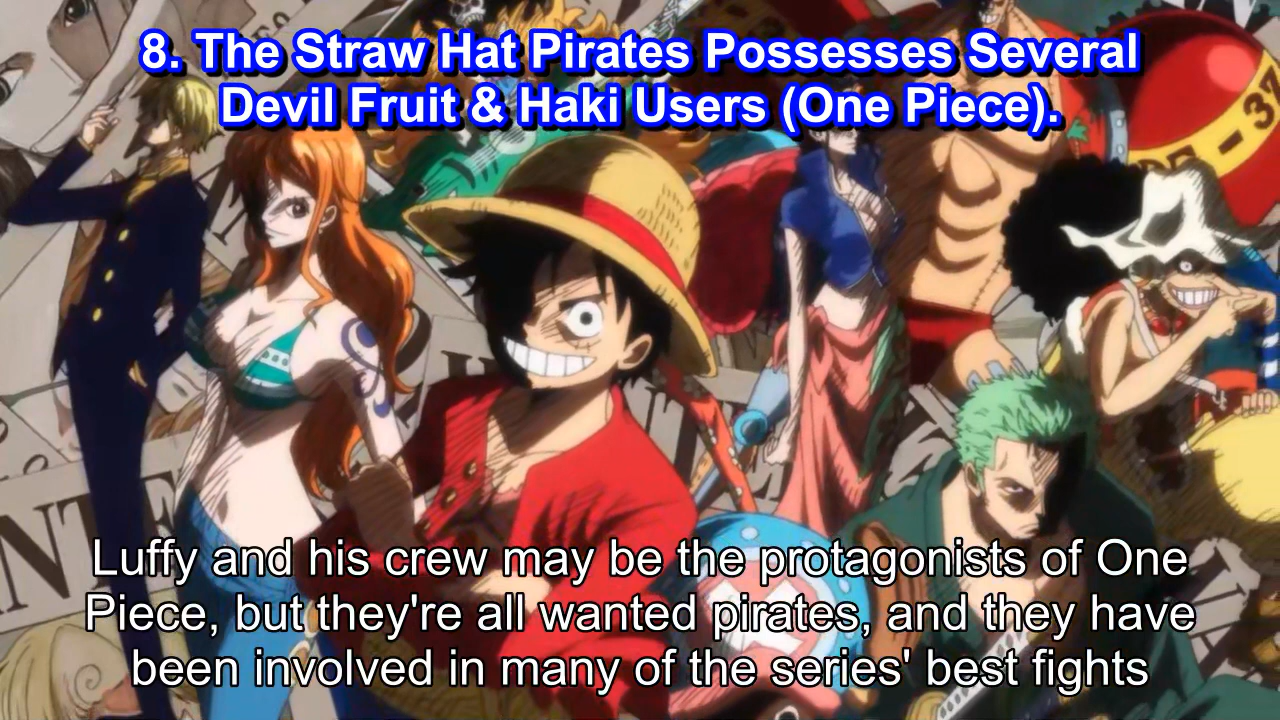 8. The Straw Hat Pirates Possesses Several
Devil Fruit & Haki Users (One Piece).
Luffy and his crew may be the protagonists of One
Piece, but they're all wanted pirates, and they have
been involved in many of the series' best fights